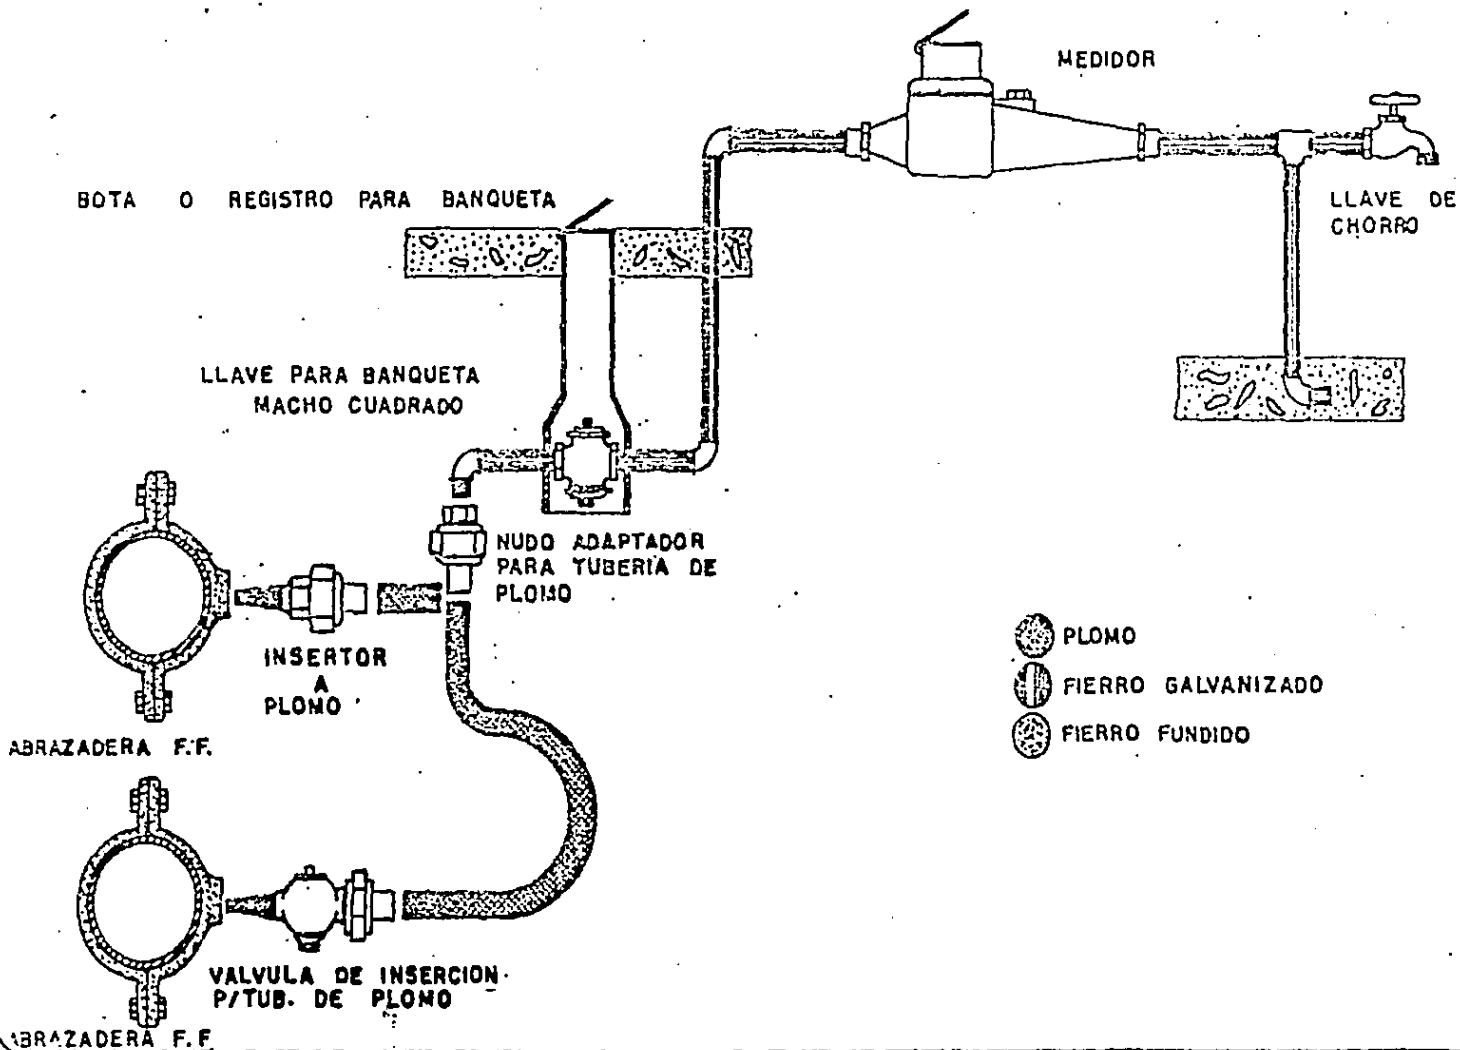 MEDIDOR
BOTA O REGISTRO PARA BANQUETA
LLAVE DE
CHORRO
LLAVE PARA BANQUETA
MACHO CUADRADO
NUDO ADAPTADOR
PARA TUBERIA DE
PLOMO
INSERTOR
A
PLOMO
ABRAZADERA F.F.
PLOMO
FIERRO GALVANIZADO
FIERRO FUNDIDO
VALVULA DE INSERCION
P/TUB. DE PLOMO
ABRAZADERA F.F.